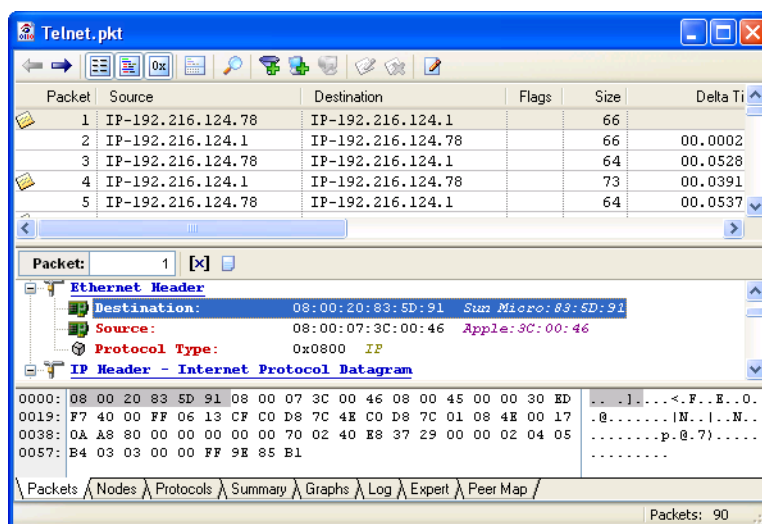 Telnet.pkt
Packet Source Destination Flags Size Delta Ti
1 IP-192.216.124.78 IP-192.216.124.1 66
2 IP-192.216.124.1 IP-192.216.124.78 66 00.0002
3 IP-192.216.124.78 IP-192.216.124.1 64 00.0528
4 IP-192.216.124.1 IP-192.216.124.78 73 00.0391
5 IP-192.216.124.78 IP-192.216.124.1 64 00.0537
Packet: 1 [x]
Ethernet Header
Destination: 08:00:20:83:5D:91 Sun Micro:83:5D:91
Source: 08:00:07:3C:00:46 Apple:3C:00:46
Protocol Type: 0x0800 IP
IP Header - Internet Protocol Datagram
0000: 08 00 20 83 5D 91 08 00 07 3C 00 46 08 00 45 00 00 30 ED .. .]....<.F..E..0.
0019: F7 40 00 FF 06 13 CF C0 D8 7C 4E C0 D8 7C 01 08 4E 00 17 .@.......|N..|..N..
0038: 0A A8 80 00 00 00 00 00 70 02 40 E8 37 29 00 00 02 04 05 ........p.@.7).....
0057: B4 03 03 00 00 FF 9E 85 B1 .........
Packets Nodes Protocols Summary Graphs Log Expert Peer Map
Packets: 90